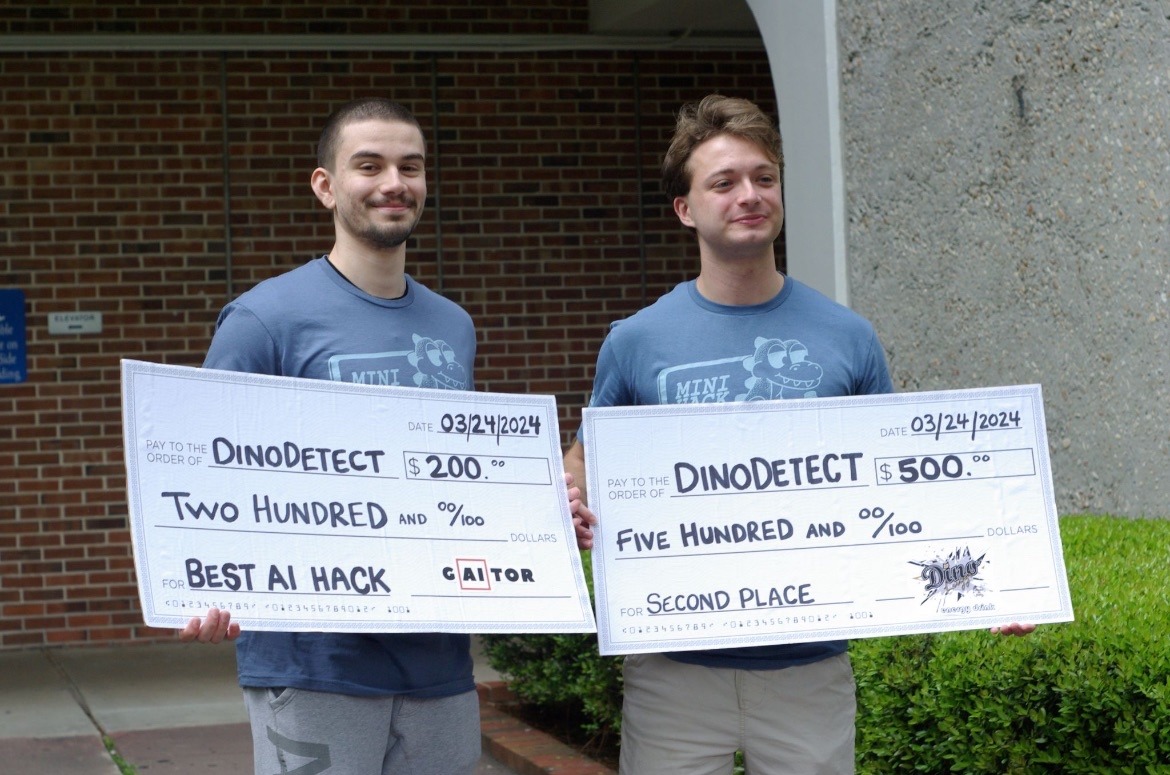 ELEVATOR
MINI
DATE 03/24/2024
PAY TO THE
ORDER OF DINODETECT $ 200.00
TWO HUNDRED AND 00/100
DOLLARS
FOR BEST AI HACK GAITOR
MINI
HACK
DATE 03/24/2024
PAY TO THE
ORDER OF DINODETECT $ 500.00
FIVE HUNDRED AND 00/100 DOLLARS
FOR SECOND PLACE Dino
energy drink